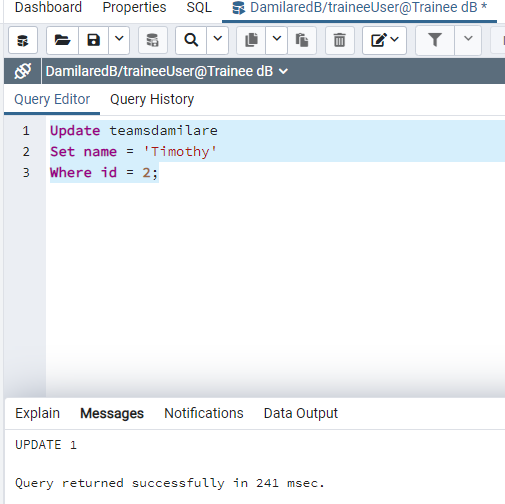 Dashboard Properties SQL DamilaredB/traineeUser@Trainee dB *
DamilaredB/traineeUser@Trainee dB
Query Editor Query History
1 Update teamsdamilare
2 Set name = 'Timothy'
3 Where id = 2;
Explain Messages Notifications Data Output
UPDATE 1
Query returned successfully in 241 msec.